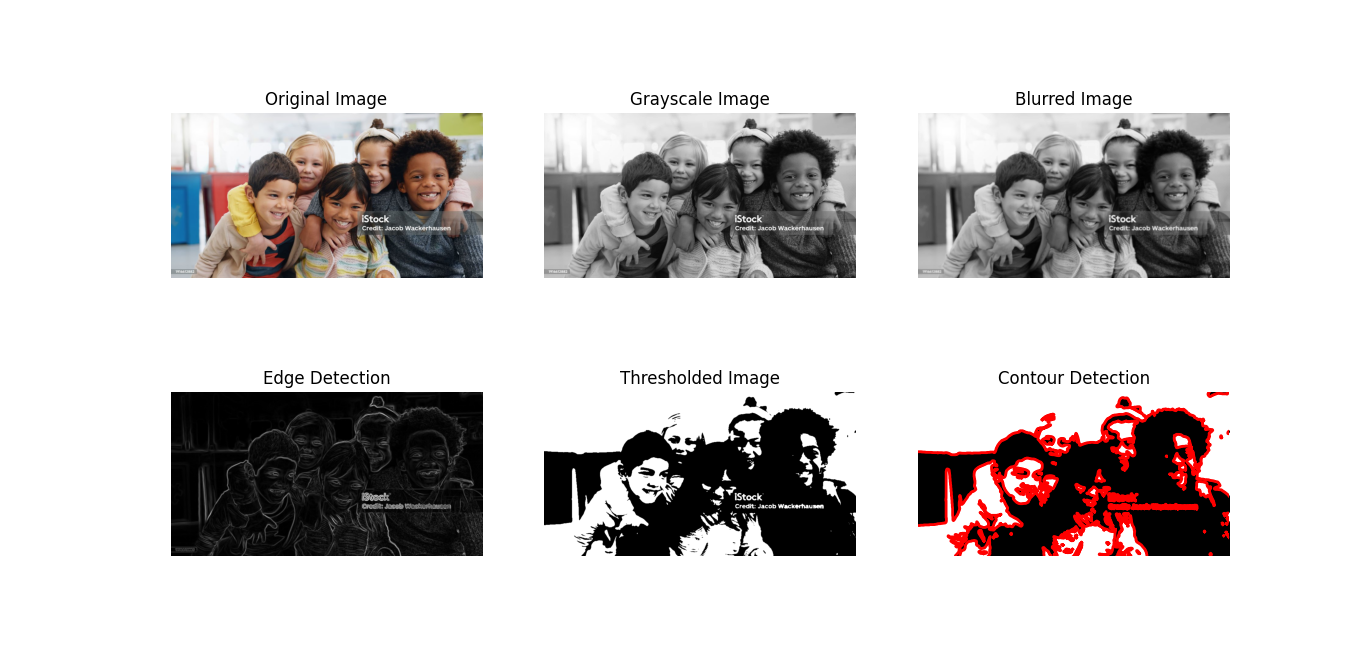 Original Image
Grayscale Image
Blurred Image
iStock
Credit: Jacob Wackerhausen
iStock
Credit: Jacob Wackerhausen
iStock
Credit: Jacob Wackerhausen
Edge Detection
Thresholded Image
Contour Detection
iStock
Credit: Jacob Wackerhausen
iStock
Credit: Jacob Wackerhausen